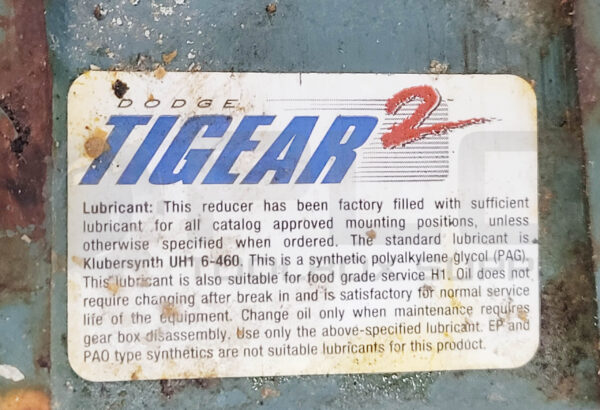 DODGE
TIGEAR 2
Lubricant: This reducer has been factory filled with sufficient
lubricant for all catalog approved mounting positions, unless
otherwise specified when ordered. The standard lubricant is
Klubersynth UH1 6-460. This is a synthetic polyalkylene glycol (PAG).
This lubricant is also suitable for food grade service H1. Oil does not
require changing after break in and is satisfactory for normal service
life of the equipment. Change oil only when maintenance requires
gear box disassembly. Use only the above-specified lubricant. EP and
PAO type synthetics are not suitable lubricants for this product.